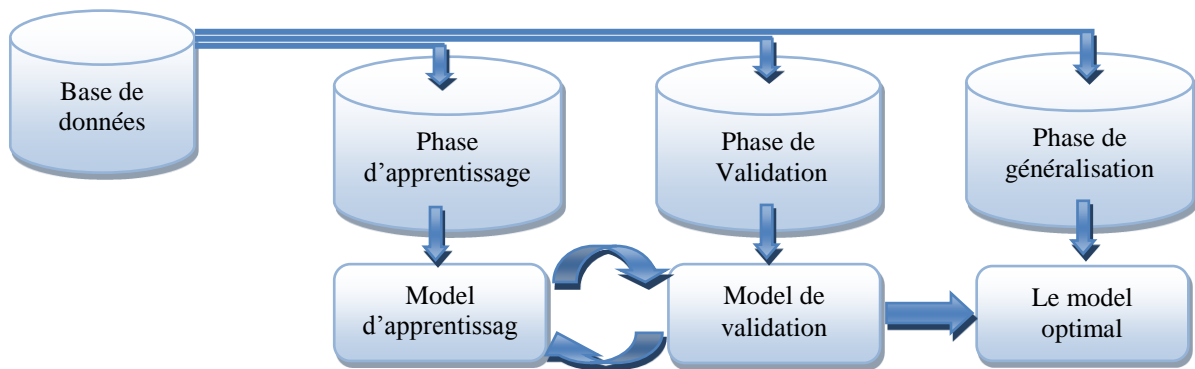 Base de
données
Phase
d’apprentissage
Phase de
Validation
Phase de
généralisation
Model
d’apprentissag
Model de
validation
Le model
optimal